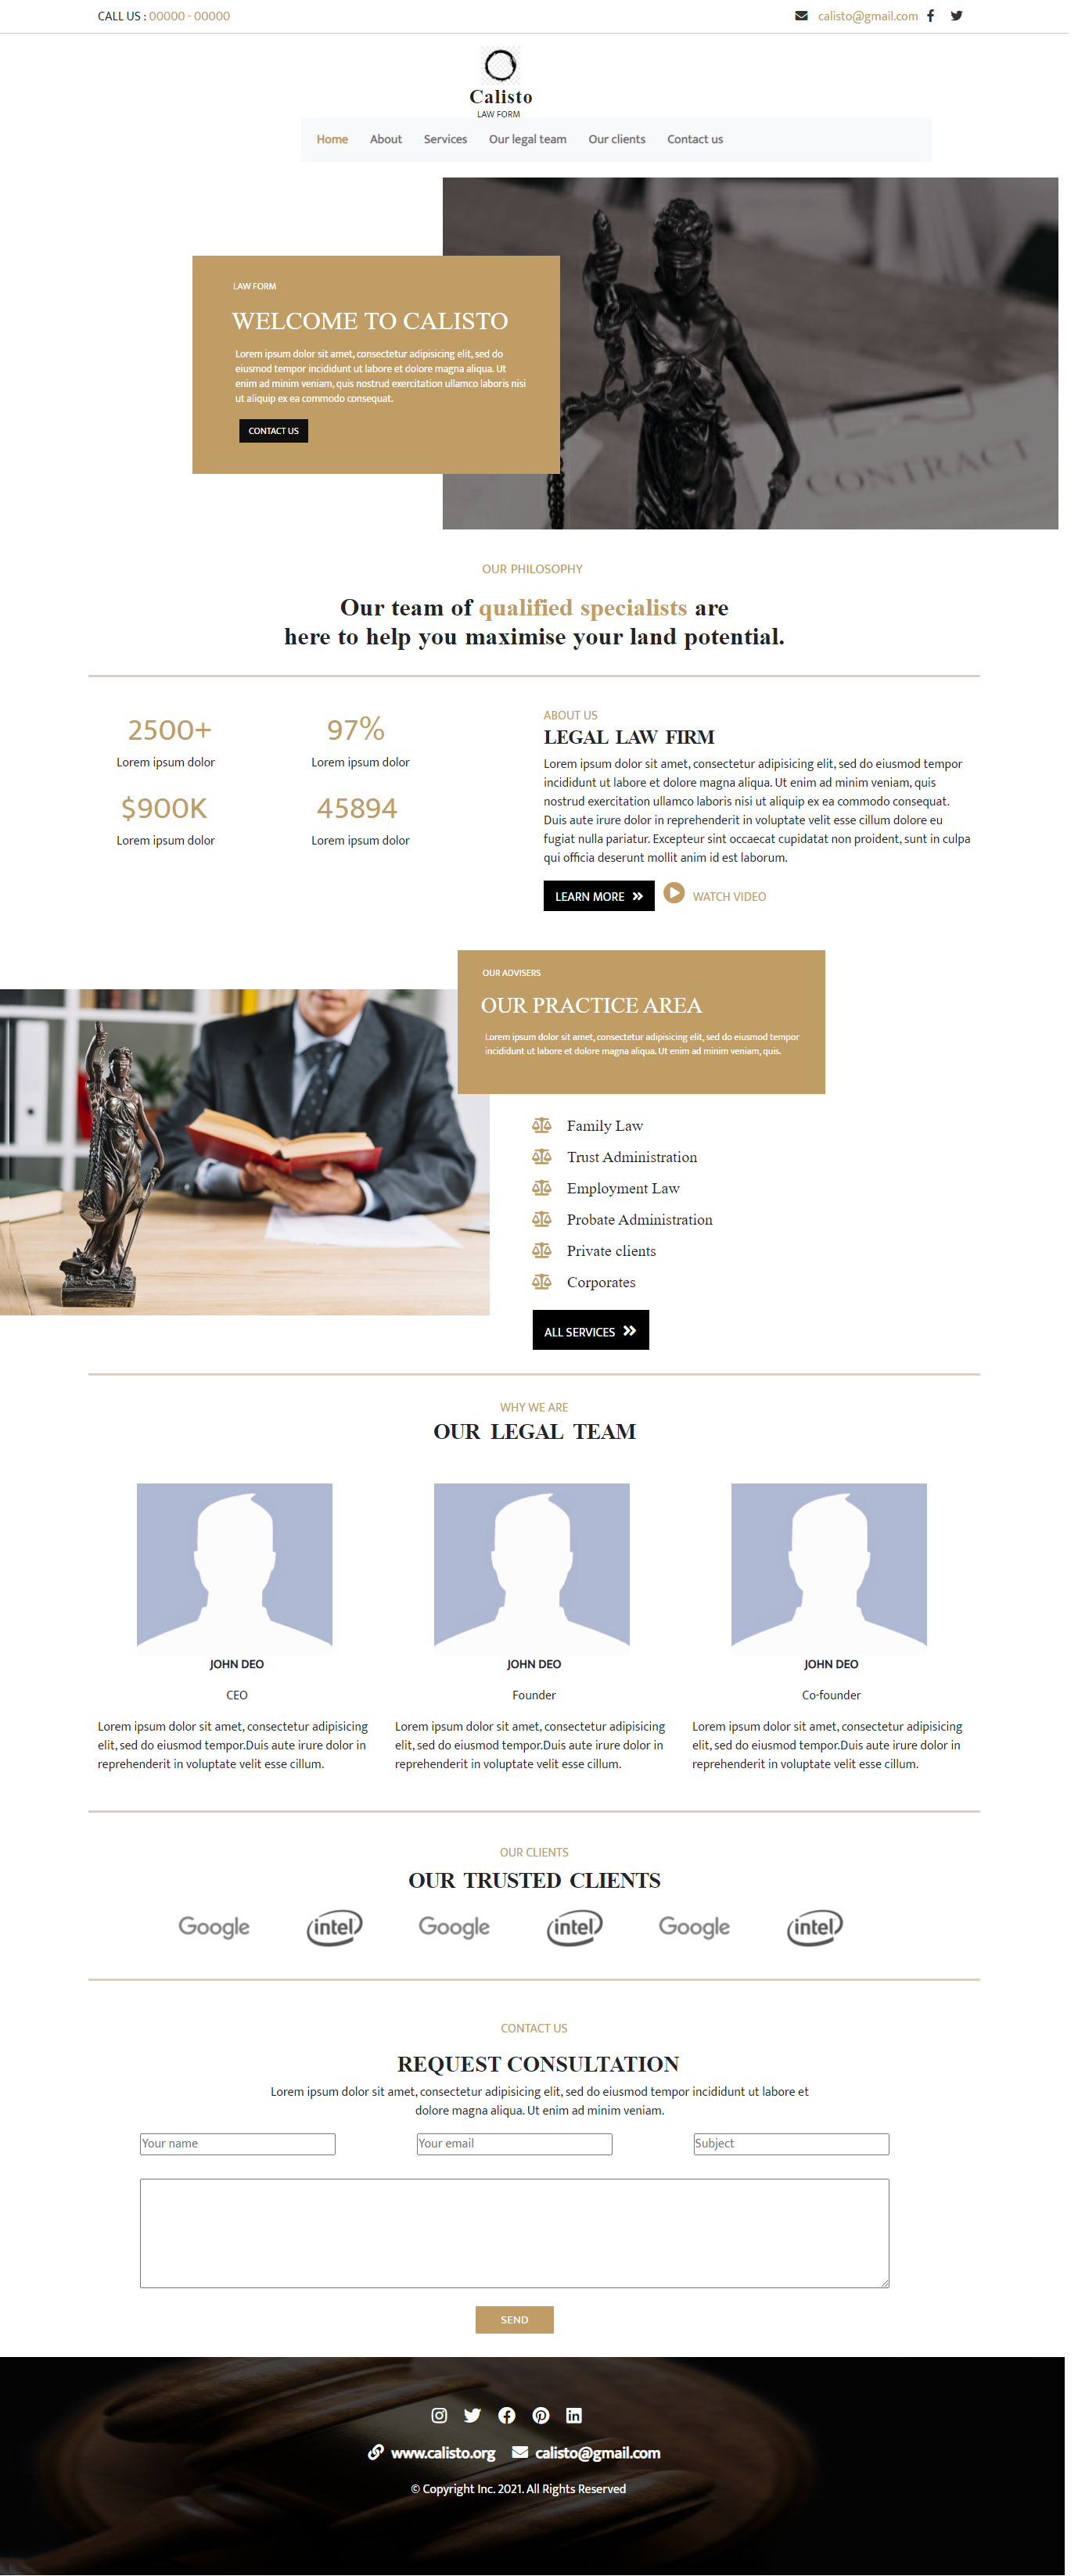 CALL US : 00000 - 00000
calisto@gmail.com
Calisto
LAW FORM
Home About Services Our legal team Our clients Contact us
LAW FORM
WELCOME TO CALISTO
Lorem ipsum dolor sit amet, consectetur adipisicing elit, sed do
eiusmod tempor incididunt ut labore et dolore magna aliqua. Ut
enim ad minim veniam, quis nostrud exercitation ullamco laboris nisi
ut aliquip ex ea commodo consequat.
CONTACT US
CONTRACT
OUR PHILOSOPHY
Our team of qualified specialists are
here to help you maximise your land potential.
2500+
Lorem ipsum dolor
97%
Lorem ipsum dolor
$900K
Lorem ipsum dolor
45894
Lorem ipsum dolor
ABOUT US
LEGAL LAW FIRM
Lorem ipsum dolor sit amet, consectetur adipisicing elit, sed do eiusmod tempor
incididunt ut labore et dolore magna aliqua. Ut enim ad minim veniam, quis
nostrud exercitation ullamco laboris nisi ut aliquip ex ea commodo consequat.
Duis aute irure dolor in reprehenderit in voluptate velit esse cillum dolore eu
fugiat nulla pariatur. Excepteur sint occaecat cupidatat non proident, sunt in culpa
qui officia deserunt mollit anim id est laborum.
LEARN MORE
WATCH VIDEO
OUR ADVISERS
OUR PRACTICE AREA
Lorem ipsum dolor sit amet, consectetur adipisicing elit, sed do eiusmod tempor
incididunt ut labore et dolore magna aliqua. Ut enim ad minim veniam, quis.
Family Law
Trust Administration
Employment Law
Probate Administration
Private clients
Corporates
ALL SERVICES
WHY WE ARE
OUR LEGAL TEAM
JOHN DEO
CEO
Lorem ipsum dolor sit amet, consectetur adipisicing
elit, sed do eiusmod tempor.Duis aute irure dolor in
reprehenderit in voluptate velit esse cillum.
JOHN DEO
Founder
Lorem ipsum dolor sit amet, consectetur adipisicing
elit, sed do eiusmod tempor.Duis aute irure dolor in
reprehenderit in voluptate velit esse cillum.
JOHN DEO
Co-founder
Lorem ipsum dolor sit amet, consectetur adipisicing
elit, sed do eiusmod tempor.Duis aute irure dolor in
reprehenderit in voluptate velit esse cillum.
OUR CLIENTS
OUR TRUSTED CLIENTS
Google intel Google intel Google intel
CONTACT US
REQUEST CONSULTATION
Lorem ipsum dolor sit amet, consectetur adipisicing elit, sed do eiusmod tempor incididunt ut labore et
dolore magna aliqua. Ut enim ad minim veniam.
Your name
Your email
Subject
SEND
www.calisto.org calisto@gmail.com
© Copyright Inc. 2021. All Rights Reserved